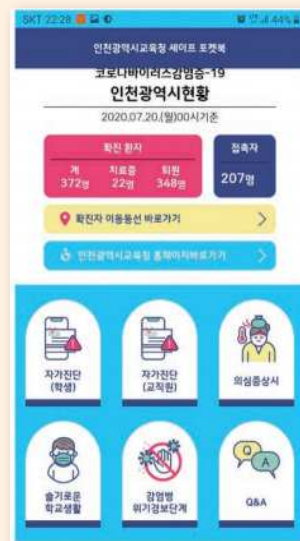 SKT 22:28
44%
인천광역시교육청 세이프 포켓북
코로나바이러스감염증-19
인천광역시현황
2020.07.20.(월)00시기준
확진 환자
접촉자
계
치료중
퇴원
372명
22명
348명
207명
확진자 이동동선 바로가기
인천광역시교육청 홈페이지바로가기
자가진단
(학생)
자가진단
(교직원)
의심증상시
슬기로운
학교생활
감염병
위기경보단계
Q
A
Q&A